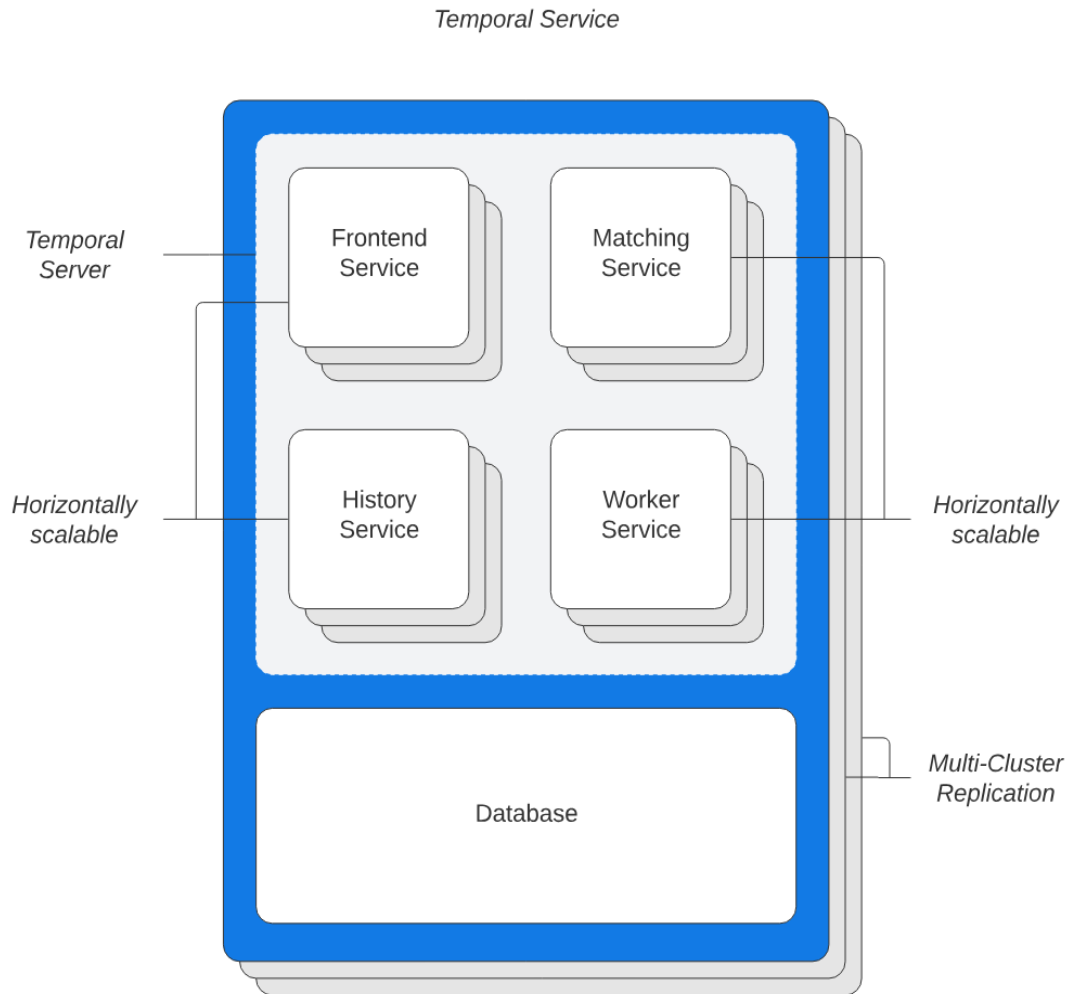 Temporal Service
Temporal
Server
Frontend
Service
Matching
Service
Horizontally
scalable
History
Service
Worker
Service
Horizontally
scalable
Multi-Cluster
Replication
Database